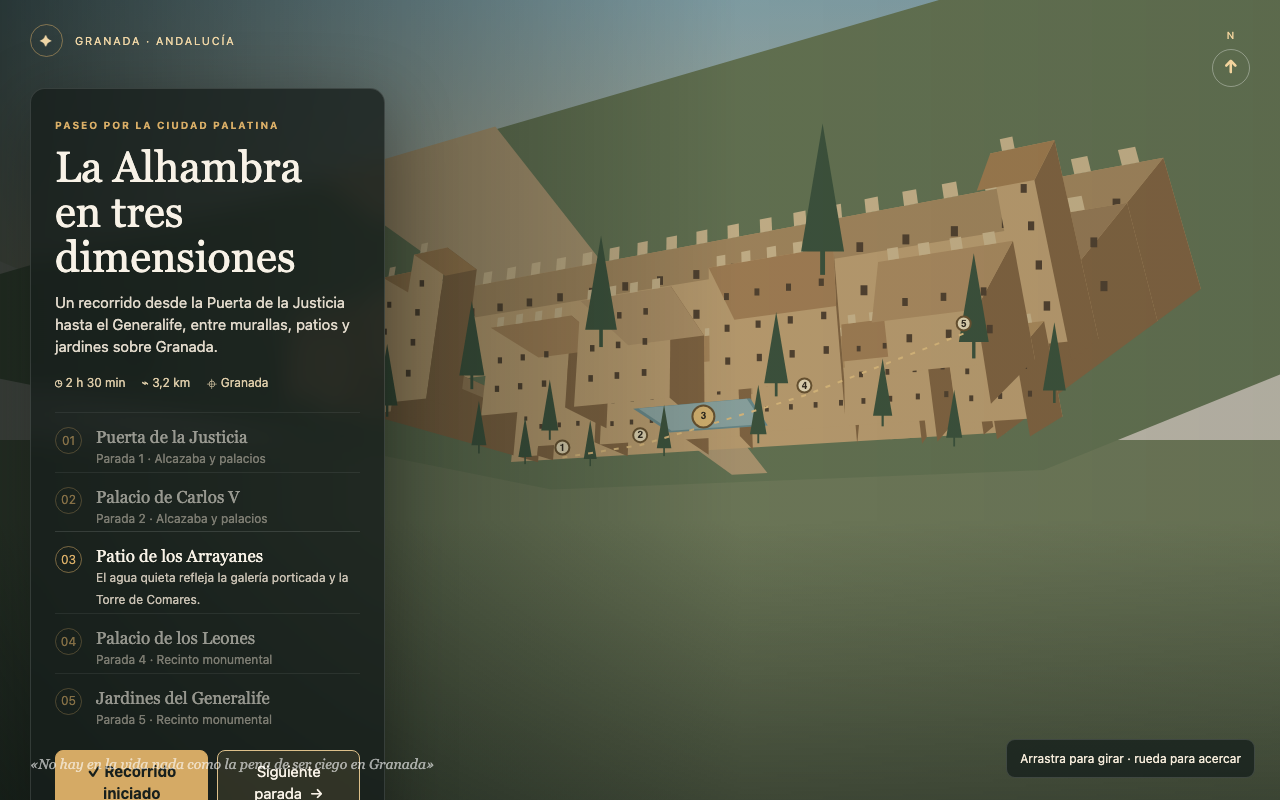 GRANADA · ANDALUCÍA
N
PASEO POR LA CIUDAD PALATINA
La Alhambra
en tres
dimensiones
Un recorrido desde la Puerta de la Justicia
hasta el Generalife, entre murallas, patios y
jardines sobre Granada.
2 h 30 min 3,2 km Granada
01 Puerta de la Justicia
Parada 1 · Alcazaba y palacios
02 Palacio de Carlos V
Parada 2 · Alcazaba y palacios
03 Patio de los Arrayanes
El agua quieta refleja la galería porticada y la
Torre de Comares.
04 Palacio de los Leones
Parada 4 · Recinto monumental
05 Jardines del Generalife
Parada 5 · Recinto monumental
✓ Recorrido
iniciado
Siguiente
parada →
«No hay en la vida nada como la pena de ser ciego en Granada»
1
2
3
4
5
Arrastra para girar · rueda para acercar